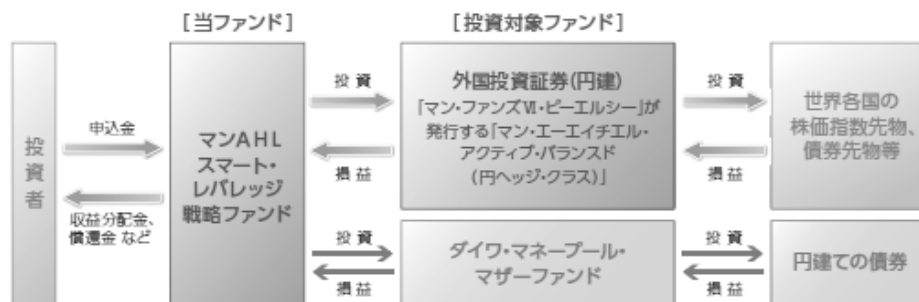 [当ファンド]
[投資対象ファンド]
投資者
申込金
収益分配金、
償還金 など
マンAHL
スマート・
レバレッジ
戦略ファンド
投資
損益
外国投資証券(円建)
「マン・ファンズⅥ・ピーエルシー」が
発行する「マン・エーエイチエル・
アクティブ・バランスド
(円ヘッジ・クラス)」
投資
損益
世界各国の
株価指数先物、
債券先物等
投資
損益
ダイワ・マネープール・
マザーファンド
投資
損益
円建ての債券